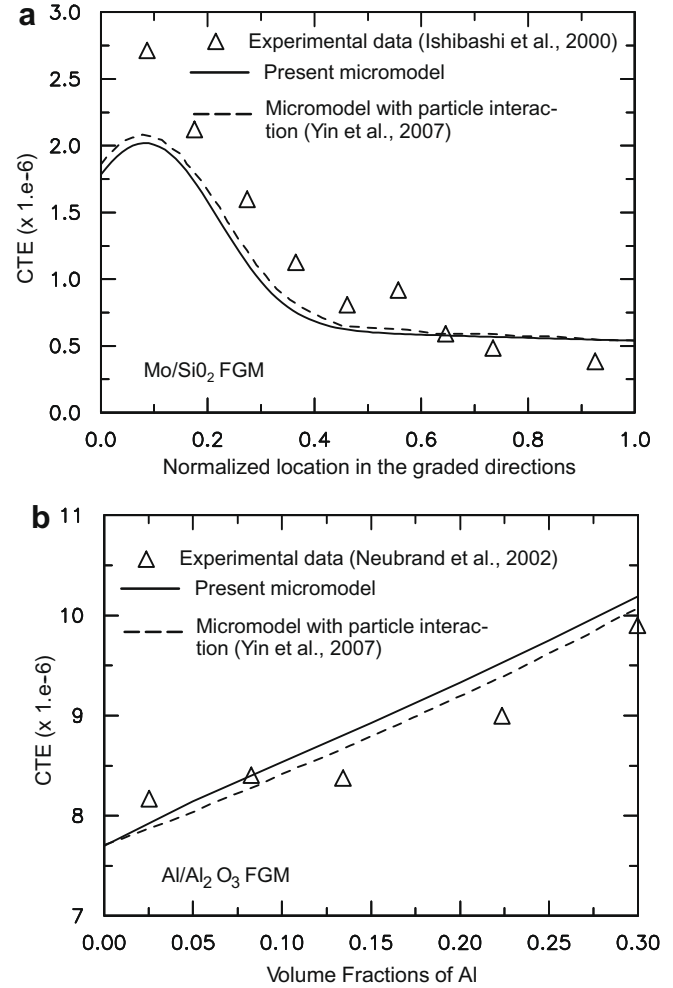 a
3.0
2.5
2.0
1.5
1.0
0.5
0.0
CTE (x 1.e-6)
Experimental data (Ishibashi et al., 2000)
Present micromodel
Micromodel with particle interac-
tion (Yin et al., 2007)
Mo/Si0₂ FGM
0.0 0.2 0.4 0.6 0.8 1.0
Normalized location in the graded directions
b
11
10
9
8
7
CTE (x 1.e-6)
Experimental data (Neubrand et al., 2002)
Present micromodel
Micromodel with particle interac-
tion (Yin et al., 2007)
Al/Al₂ O₃ FGM
0.00 0.05 0.10 0.15 0.20 0.25 0.30
Volume Fractions of Al